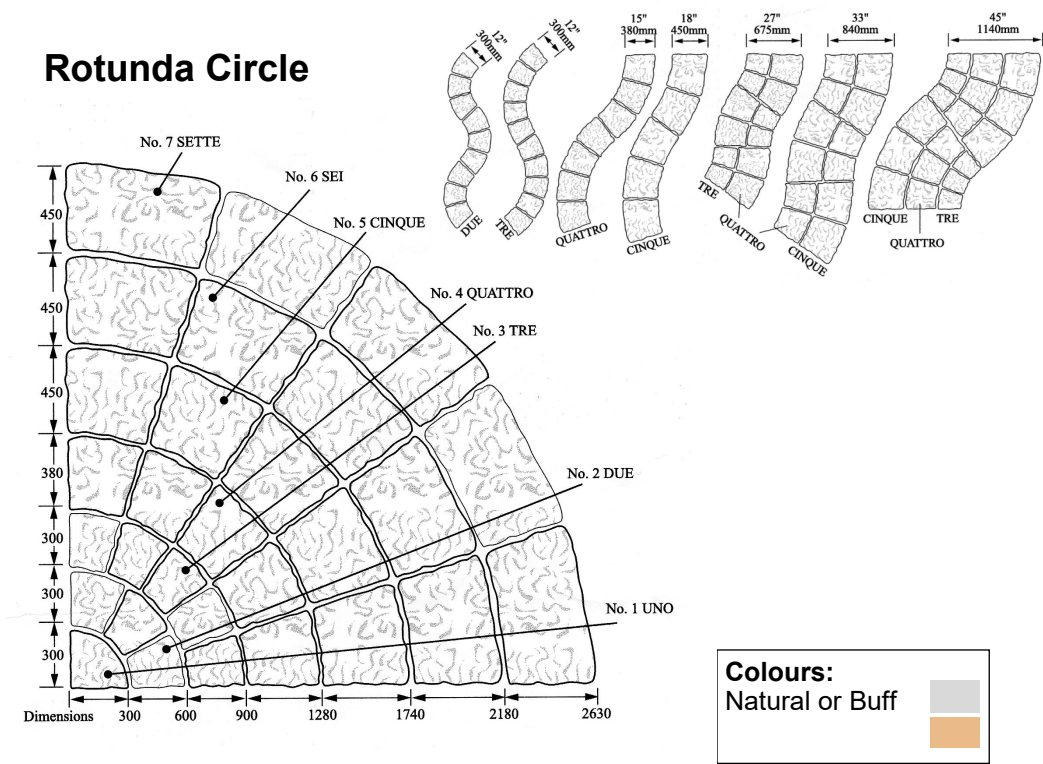 Rotunda Circle
12"
300mm
12"
300mm
15"
380mm
18"
450mm
27"
675mm
33"
840mm
45"
1140mm
DUE
TRE
QUATTRO
CINQUE
TRE
QUATTRO
CINQUE
CINQUE
TRE
QUATTRO
No. 7 SETTE
No. 6 SEI
No. 5 CINQUE
No. 4 QUATTRO
No. 3 TRE
No. 2 DUE
No. 1 UNO
450
450
450
380
300
300
300
Dimensions 300 600 900 1280 1740 2180 2630
Colours:
Natural or Buff